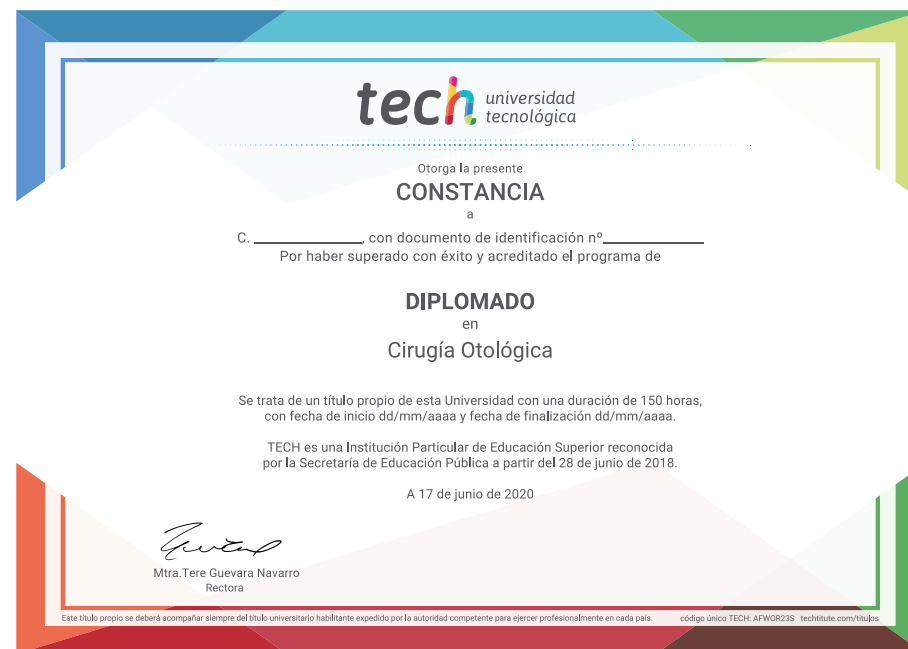 tech universidad
tecnológica
Otorga la presente
CONSTANCIA
a
C. ____________, con documento de identificación nº____________
Por haber superado con éxito y acreditado el programa de
DIPLOMADO
en
Cirugía Otológica
Se trata de un título propio de esta Universidad con una duración de 150 horas,
con fecha de inicio dd/mm/aaaa y fecha de finalización dd/mm/aaaa.
TECH es una Institución Particular de Educación Superior reconocida
por la Secretaría de Educación Pública a partir del 28 de junio de 2018.
A 17 de junio de 2020
Mtra.Tere Guevara Navarro
Rectora
Este título propio se deberá acompañar siempre del título universitario habilitante expedido por la autoridad competente para ejercer profesionalmente en cada país. código único TECH: AFWOR23S techtitute.com/titulos